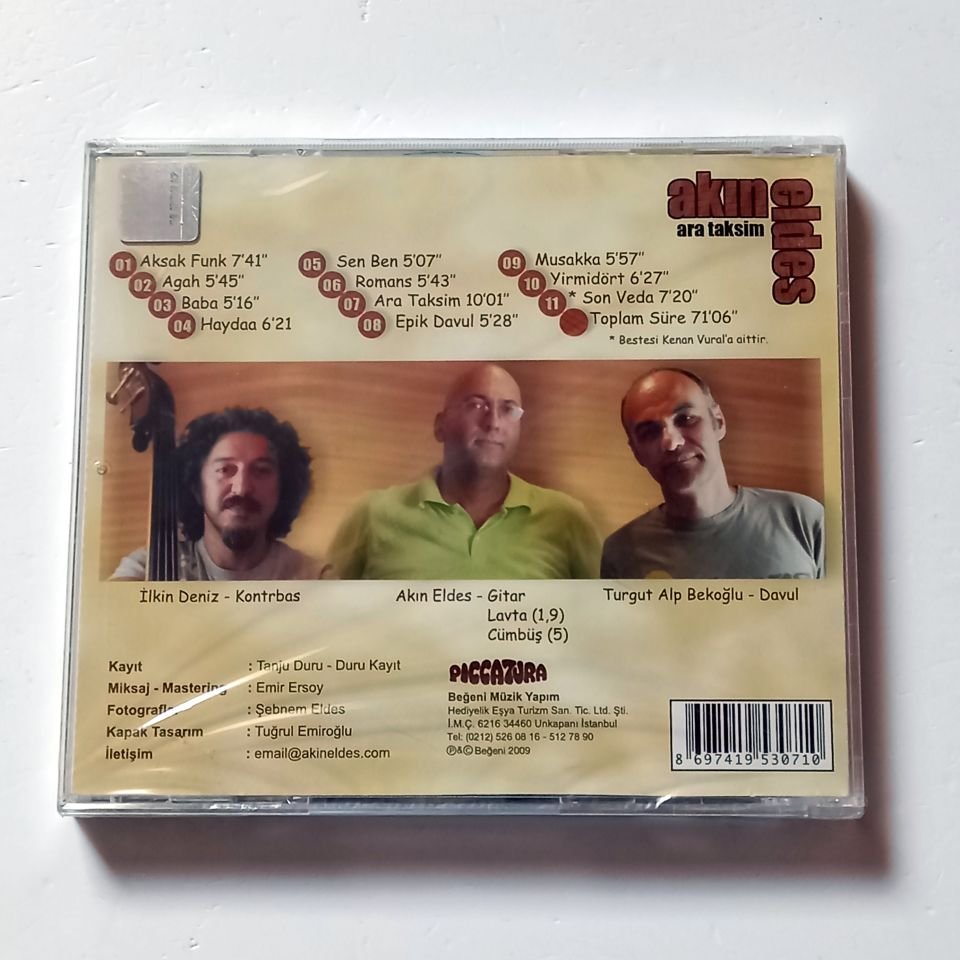 akın
eldes
ara taksim
01 Aksak Funk 7'41"
02 Agah 5'45"
03 Baba 5'16"
04 Haydaa 6'21
05 Sen Ben 5'07"
06 Romans 5'43"
07 Ara Taksim 10'01"
08 Epik Davul 5'28"
09 Musakka 5'57"
10 Yirmidört 6'27"
11 * Son Veda 7'20"
Toplam Süre 71'06"
* Bestesi Kenan Vural'a aittir.
İlkin Deniz - Kontrbas
Akın Eldes - Gitar
Lavta (1,9)
Cümbüş (5)
Turgut Alp Bekoğlu - Davul
Kayıt : Tanju Duru - Duru Kayıt
Miksaj - Mastering : Emir Ersoy
: Şebnem Eldes
Kapak Tasarım : Tuğrul Emiroğlu
İletişim : email@akineldes.com
PICCATURA
Beğeni Müzik Yapım
Hediyelik Eşya Turizm San. Tic. Ltd. Şti.
İ.M.Ç. 6216 34460 Unkapanı İstanbul
Tel: (0212) 526 08 16 - 512 78 90
℗&© Beğeni 2009
8 697419 530710